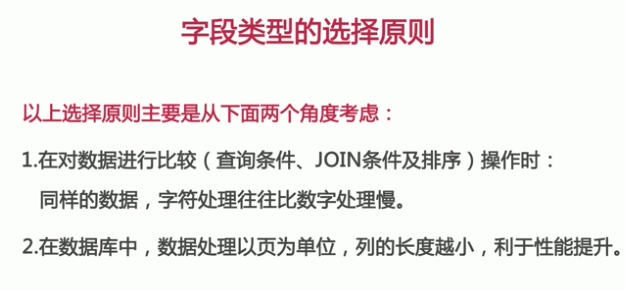 字段类型的选择原则
以上选择原则主要是从下面两个角度考虑：
1.在对数据进行比较（查询条件、JOIN条件及排序）操作时：
同样的数据，字符处理往往比数字处理慢。
2.在数据库中，数据处理以页为单位，列的长度越小，利于性能提升。